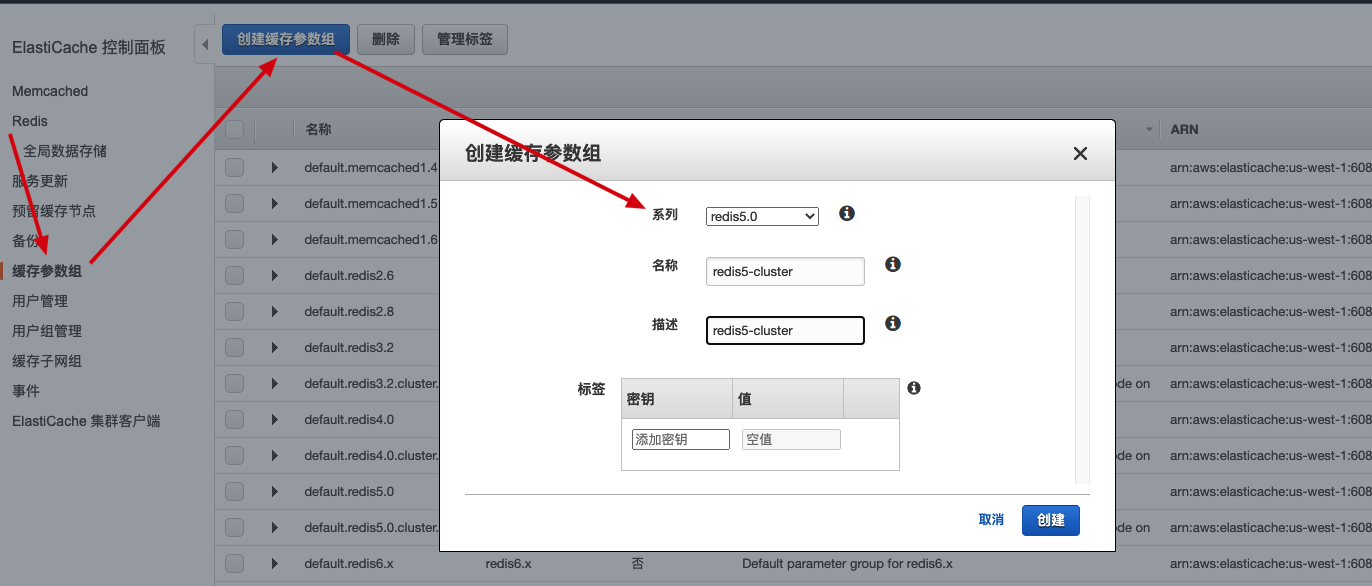 ElastiCache 控制面板
Memcached
Redis
全局数据存储
服务更新
预留缓存节点
备份
缓存参数组
用户管理
用户组管理
缓存子网组
事件
ElastiCache 集群客户端
创建缓存参数组 删除 管理标签
名称 ARN
default.memcached1.4 arn:aws:elasticache:us-west-1:608
default.memcached1.5 arn:aws:elasticache:us-west-1:608
default.memcached1.6 arn:aws:elasticache:us-west-1:608
default.redis2.6 arn:aws:elasticache:us-west-1:608
default.redis2.8 arn:aws:elasticache:us-west-1:608
default.redis3.2 arn:aws:elasticache:us-west-1:608
default.redis3.2.cluster. de on arn:aws:elasticache:us-west-1:608
default.redis4.0 arn:aws:elasticache:us-west-1:608
default.redis4.0.cluster. de on arn:aws:elasticache:us-west-1:608
default.redis5.0 arn:aws:elasticache:us-west-1:608
default.redis5.0.cluster. de on arn:aws:elasticache:us-west-1:608
default.redis6.x redis6.x 否 Default parameter group for redis6.x arn:aws:elasticache:us-west-1:608
创建缓存参数组
系列 redis5.0
名称 redis5-cluster
描述 redis5-cluster
标签
密钥 值
添加密钥 空值
取消 创建